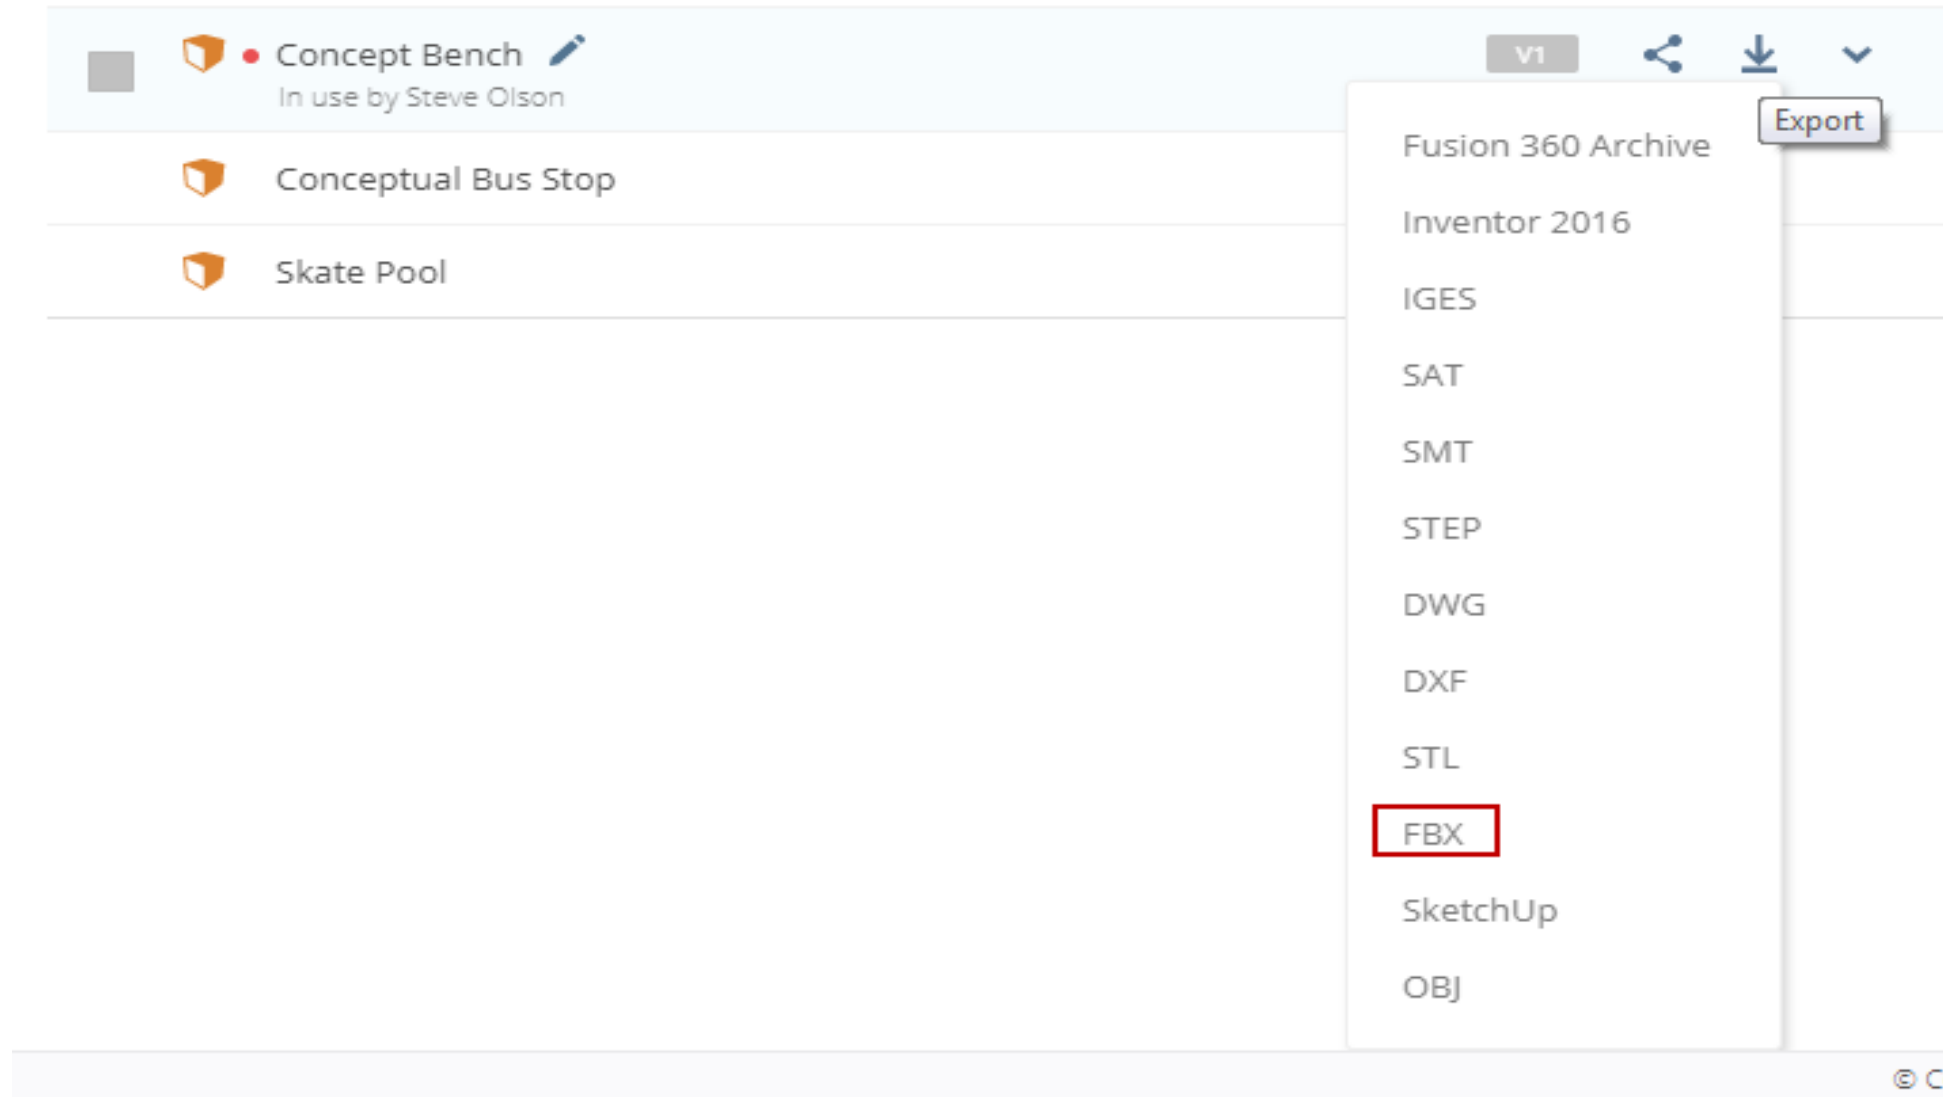 Concept Bench
V1
In use by Steve Olson
Export
Conceptual Bus Stop
Skate Pool
Fusion 360 Archive
Inventor 2016
IGES
SAT
SMT
STEP
DWG
DXF
STL
FBX
SketchUp
OBJ
© C